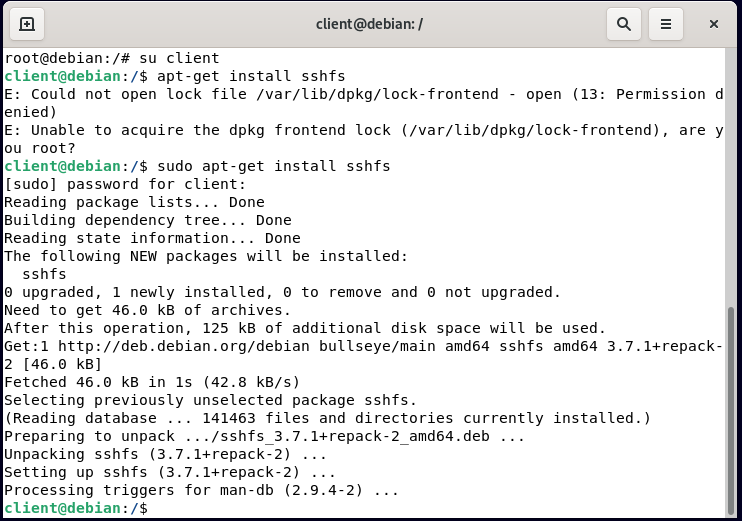 client@debian: /
root@debian:/# su client
client@debian:/$ apt-get install sshfs
E: Could not open lock file /var/lib/dpkg/lock-frontend - open (13: Permission d
enied)
E: Unable to acquire the dpkg frontend lock (/var/lib/dpkg/lock-frontend), are y
ou root?
client@debian:/$ sudo apt-get install sshfs
[sudo] password for client:
Reading package lists... Done
Building dependency tree... Done
Reading state information... Done
The following NEW packages will be installed:
  sshfs
0 upgraded, 1 newly installed, 0 to remove and 0 not upgraded.
Need to get 46.0 kB of archives.
After this operation, 125 kB of additional disk space will be used.
Get:1 http://deb.debian.org/debian bullseye/main amd64 sshfs amd64 3.7.1+repack-
2 [46.0 kB]
Fetched 46.0 kB in 1s (42.8 kB/s)
Selecting previously unselected package sshfs.
(Reading database ... 141463 files and directories currently installed.)
Preparing to unpack .../sshfs_3.7.1+repack-2_amd64.deb ...
Unpacking sshfs (3.7.1+repack-2) ...
Setting up sshfs (3.7.1+repack-2) ...
Processing triggers for man-db (2.9.4-2) ...
client@debian:/$